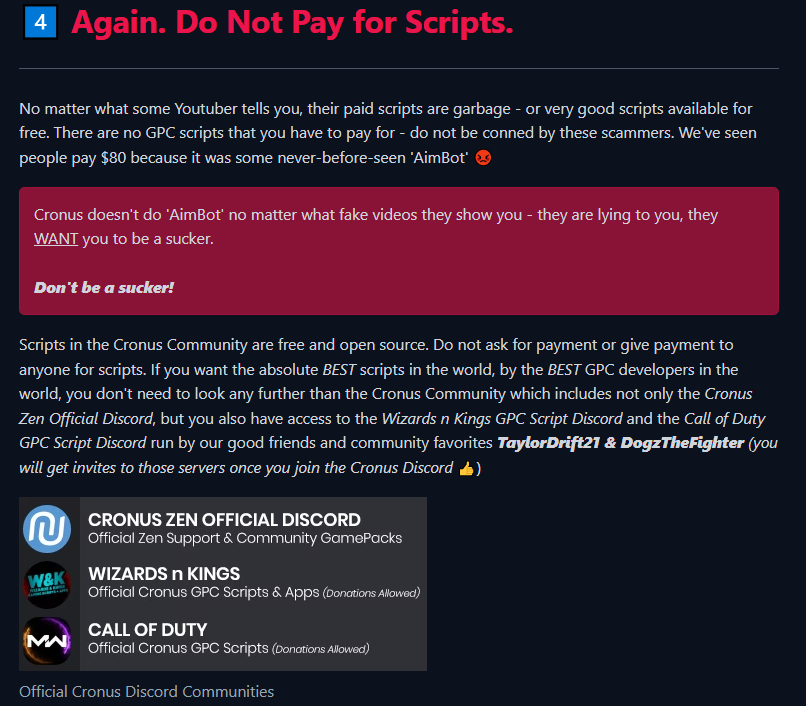 4 Again. Do Not Pay for Scripts.
No matter what some Youtuber tells you, their paid scripts are garbage - or very good scripts available for
free. There are no GPC scripts that you have to pay for - do not be conned by these scammers. We've seen
people pay $80 because it was some never-before-seen 'AimBot' 😡
Cronus doesn't do 'AimBot' no matter what fake videos they show you - they are lying to you, they
WANT you to be a sucker.
Don't be a sucker!
Scripts in the Cronus Community are free and open source. Do not ask for payment or give payment to
anyone for scripts. If you want the absolute BEST scripts in the world, by the BEST GPC developers in the
world, you don't need to look any further than the Cronus Community which includes not only the Cronus
Zen Official Discord, but you also have access to the Wizards n Kings GPC Script Discord and the Call of Duty
GPC Script Discord run by our good friends and community favorites TaylorDrift21 & DogzTheFighter (you
will get invites to those servers once you join the Cronus Discord 👍)
CRONUS ZEN OFFICIAL DISCORD
Official Zen Support & Community GamePacks
W&K
WIZARDS n KINGS
Official Cronus GPC Scripts & Apps (Donations Allowed)
MW
CALL OF DUTY
Official Cronus GPC Scripts (Donations Allowed)
Official Cronus Discord Communities